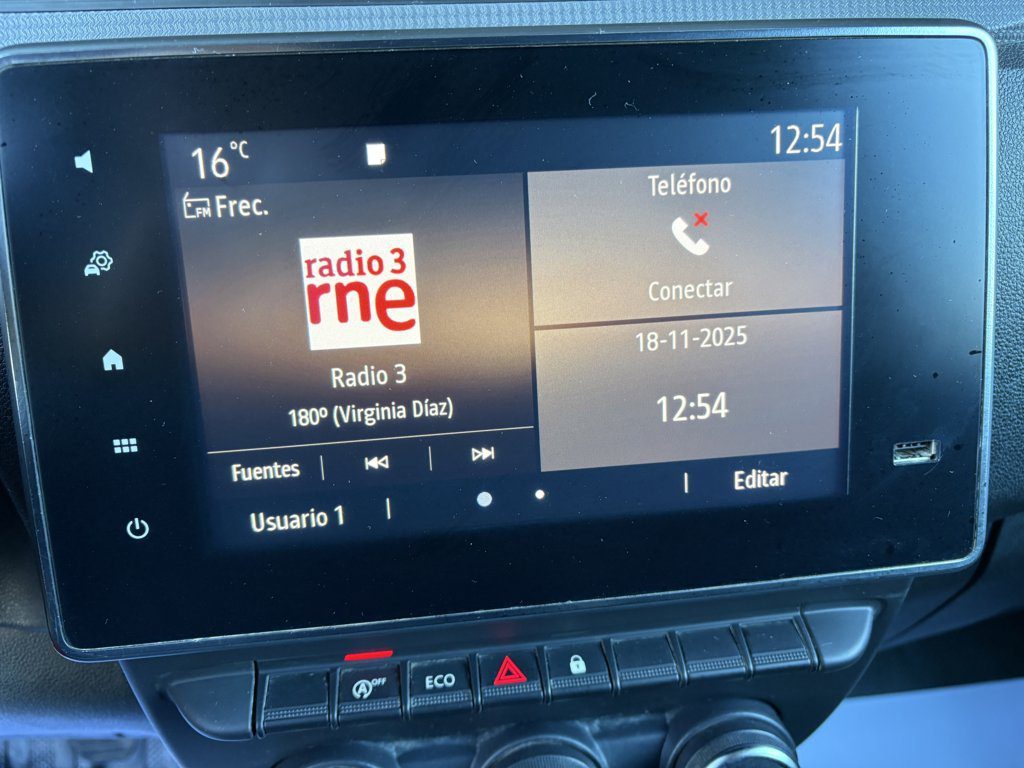 16°C
12:54
FM Frec.
radio 3
rne
Radio 3
180º (Virginia Díaz)
Teléfono
Conectar
18-11-2025
12:54
Fuentes
Usuario 1
Editar
A OFF
ECO